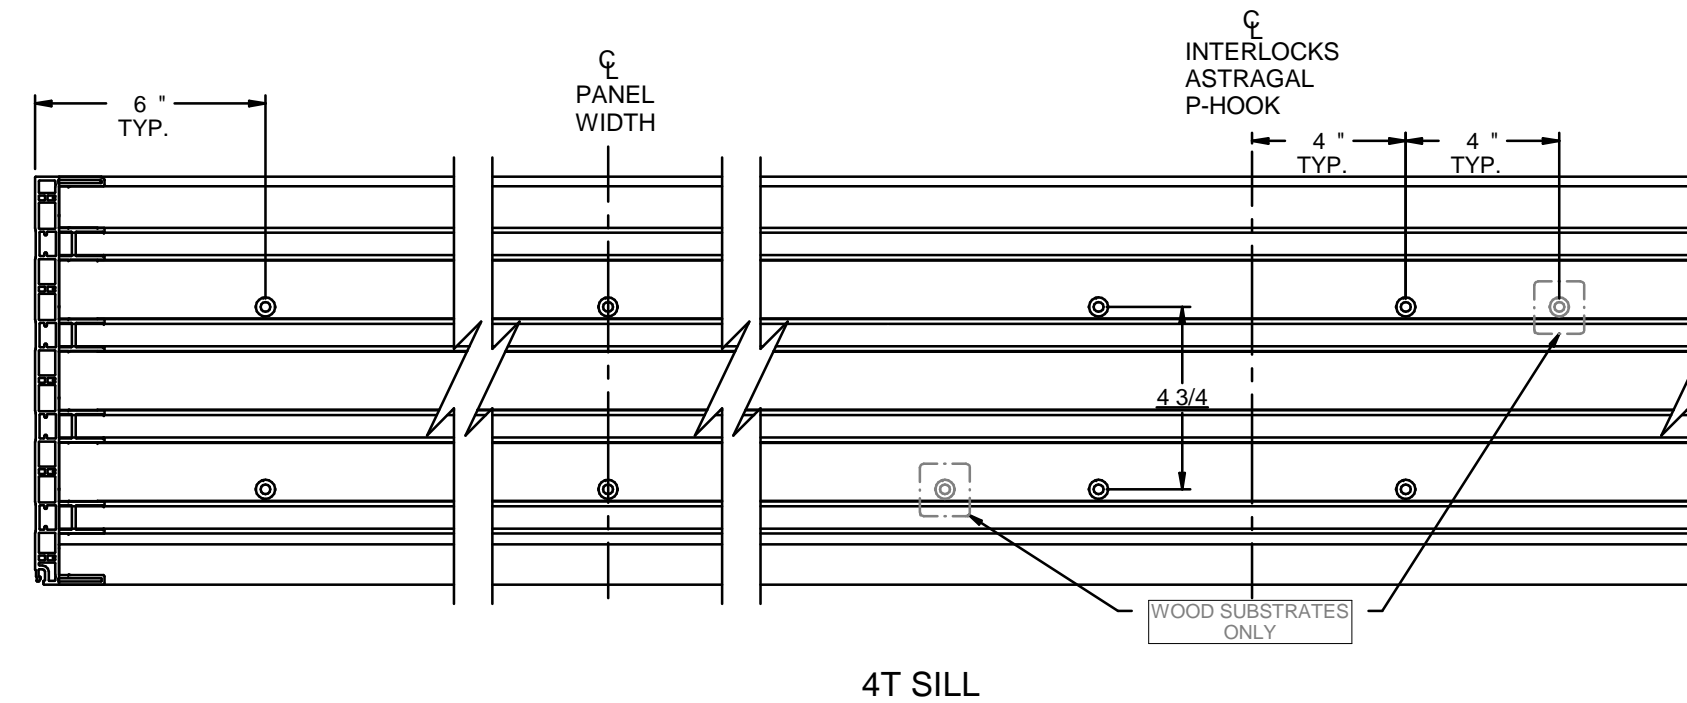 ℄
INTERLOCKS
ASTRAGAL
P-HOOK
℄
PANEL
WIDTH
6 "
TYP.
4 "
TYP.
4 "
TYP.
4 3/4
WOOD SUBSTRATES
ONLY
4T SILL